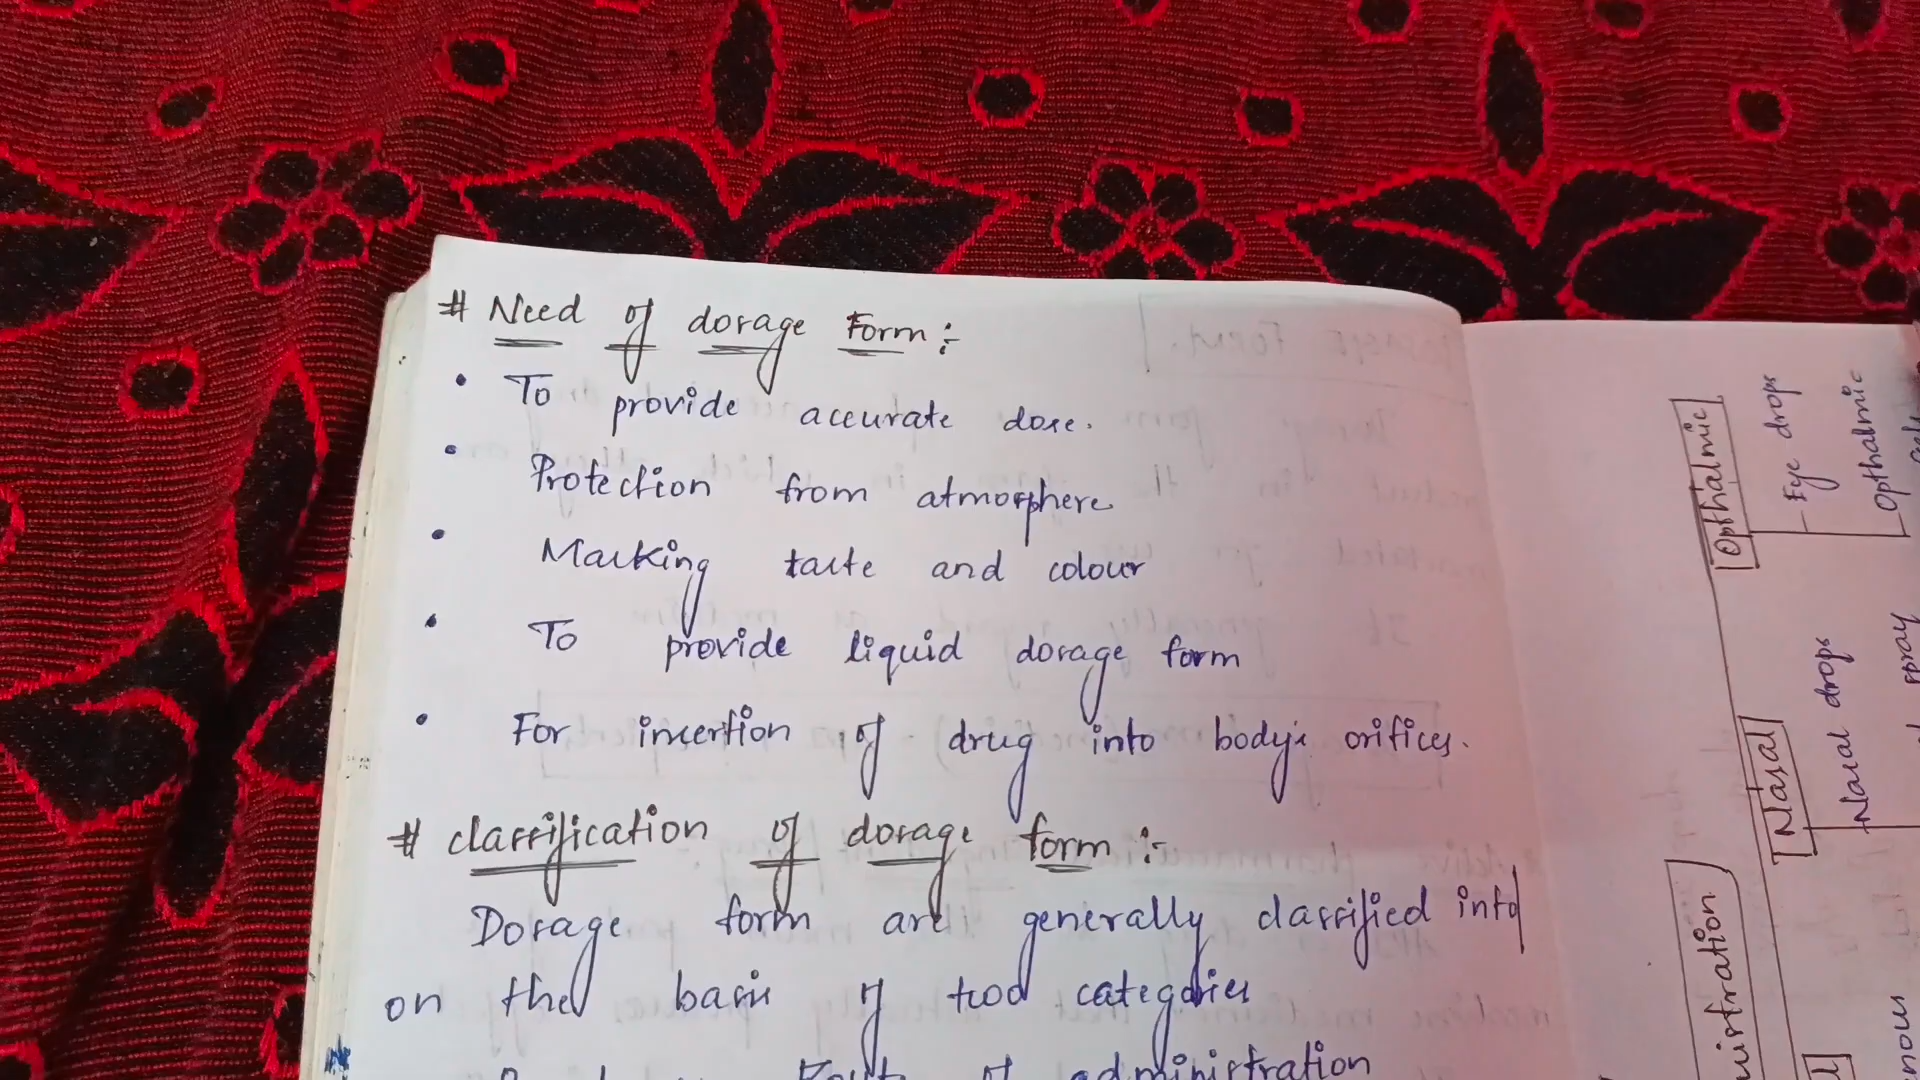 # Need of dosage Form :-
• To provide accurate dose.
• Protection from atmosphere
• Masking taste and colour
• To provide liquid dosage form
• For insertion of drug into body's orifices.
# classification of dosage form :-
Dosage form are generally classified into
on the basis of two categories
Route of administration
Opthalmic
Eye drops
Opthalmic
Nasal
Nasal drops
spray